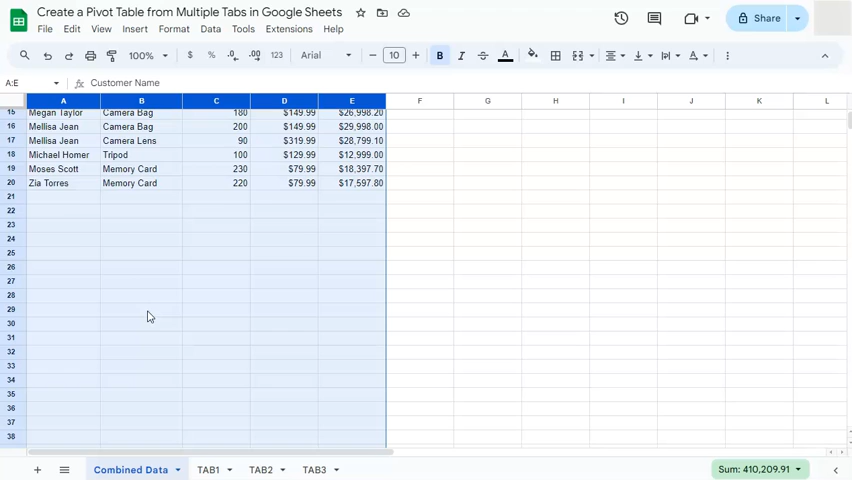 Create a Pivot Table from Multiple Tabs in Google Sheets
Share
File Edit View Insert Format Data Tools Extensions Help
100% $ % .0 .00 123 Arial − 10 + B I A
A:E fx Customer Name
A B C D E F G H I J K L
15 Megan Taylor Camera Bag 180 $149.99 $26,998.20
16 Mellisa Jean Camera Bag 200 $149.99 $29,998.00
17 Mellisa Jean Camera Lens 90 $319.99 $28,799.10
18 Michael Homer Tripod 100 $129.99 $12,999.00
19 Moses Scott Memory Card 230 $79.99 $18,397.70
20 Zia Torres Memory Card 220 $79.99 $17,597.80
21
22
23
24
25
26
27
28
29
30
31
32
33
34
35
36
37
38
+ Combined Data TAB1 TAB2 TAB3 Sum: 410,209.91